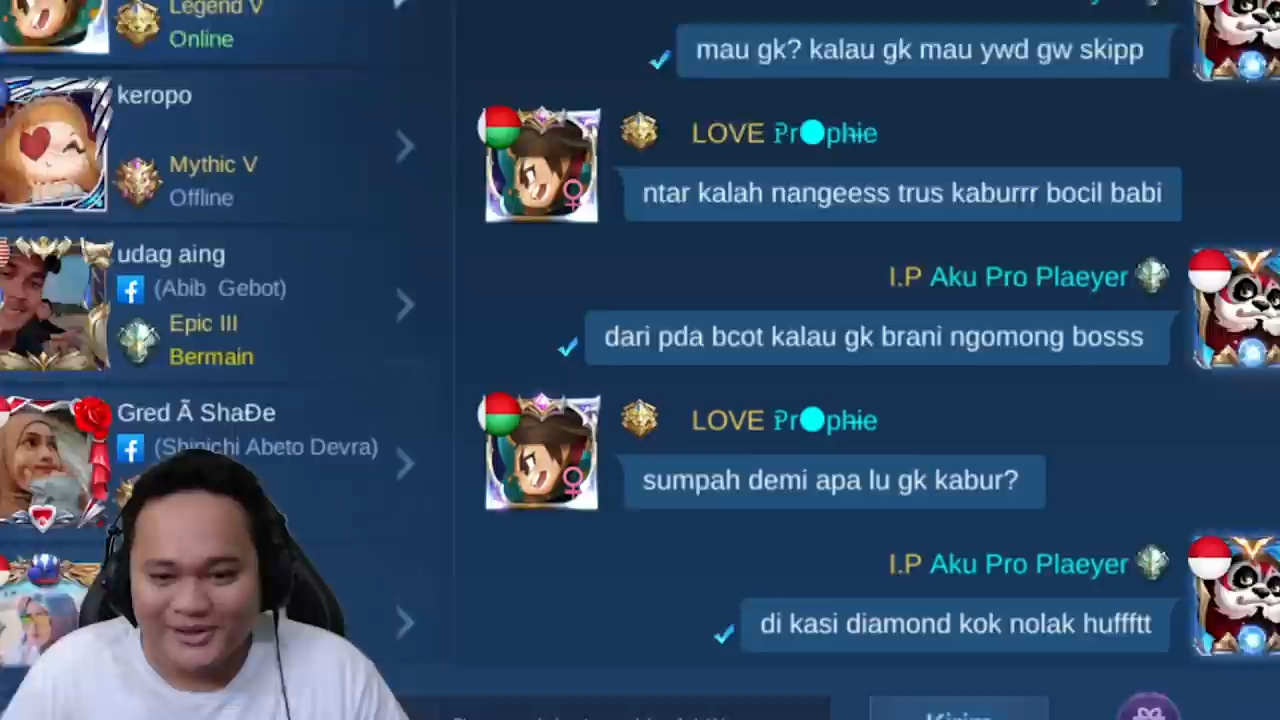 Legend V
Online
keropo
Mythic V
Offline
udag aing
(Abib Gebot)
Epic III
Bermain
Gred Ã ShaÐe
(Shinichi Abeto Devra)
mau gk? kalau gk mau ywd gw skipp
LOVE Pr●phie
ntar kalah nangeess trus kaburrr bocil babi
I.P Aku Pro Plaeyer
dari pda bcot kalau gk brani ngomong bosss
LOVE Pr●phie
sumpah demi apa lu gk kabur?
I.P Aku Pro Plaeyer
di kasi diamond kok nolak hufffftt
Kirim